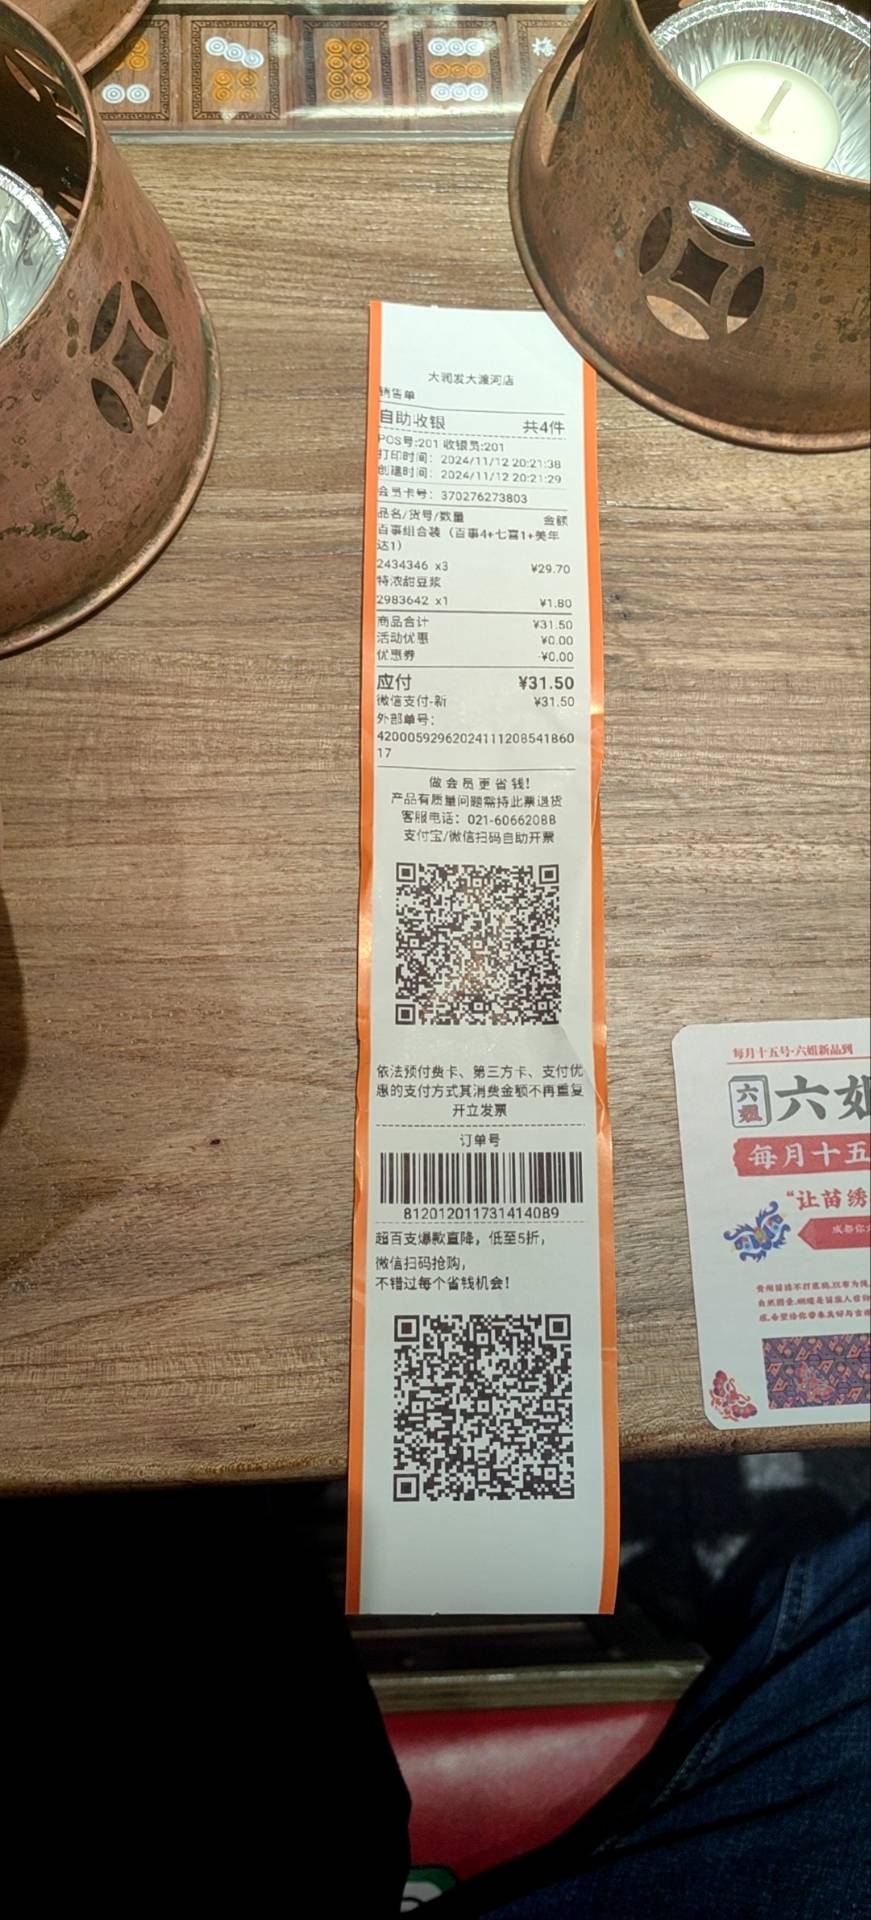 梅
大润发大渡河店
销售单
自助收银 共4件
POS号:201 收银员:201
打印时间: 2024/11/12 20:21:38
创建时间: 2024/11/12 20:21:29
会员卡号: 370276273803
品名/货号/数量 金额
百事组合装（百事4+七喜1+美年
达1）
2434346 x3 ¥29.70
特浓甜豆浆
2983642 x1 ¥1.80
商品合计 ¥31.50
活动优惠 ¥0.00
优惠券 -¥0.00
应付 ¥31.50
微信支付-新 ¥31.50
外部单号:
42000592962024111208541860
17
做会员更省钱!
产品有质量问题需持此票退货
客服电话: 021-60662088
支付宝/微信扫码自助开票
依法预付费卡、第三方卡、支付优
惠的支付方式其消费金额不再重复
开立发票
订单号
812012011731414089
超百支爆款直降，低至5折，
微信扫码抢购，
不错过每个省钱机会!
每月十五号·六姐新品到
六姐
六姐
每月十五
“让苗绣
成都你